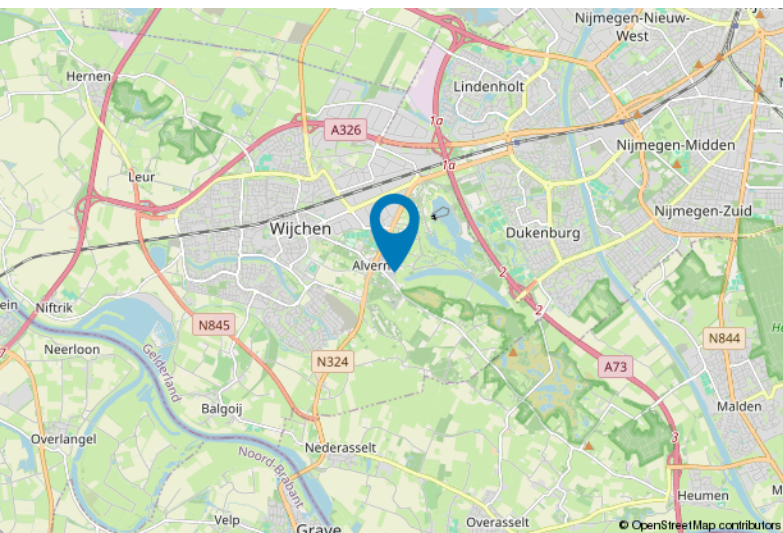 Nijmegen-Nieuw-
West
Hernen
Lindenholt
1a
A326
Nijmegen-Midden
1a
Leur
Nijmegen-Zuid
Wijchen
Dukenburg
Alvern
2
2
Niftrik
N845
Neerloon
Gelderland
N324
N844
A73
Balgoij
Malden
Overlangel
3
Nederasselt
Noord-Brabant
Heumen
Velp
Grave
Overasselt
© OpenStreetMap contributors